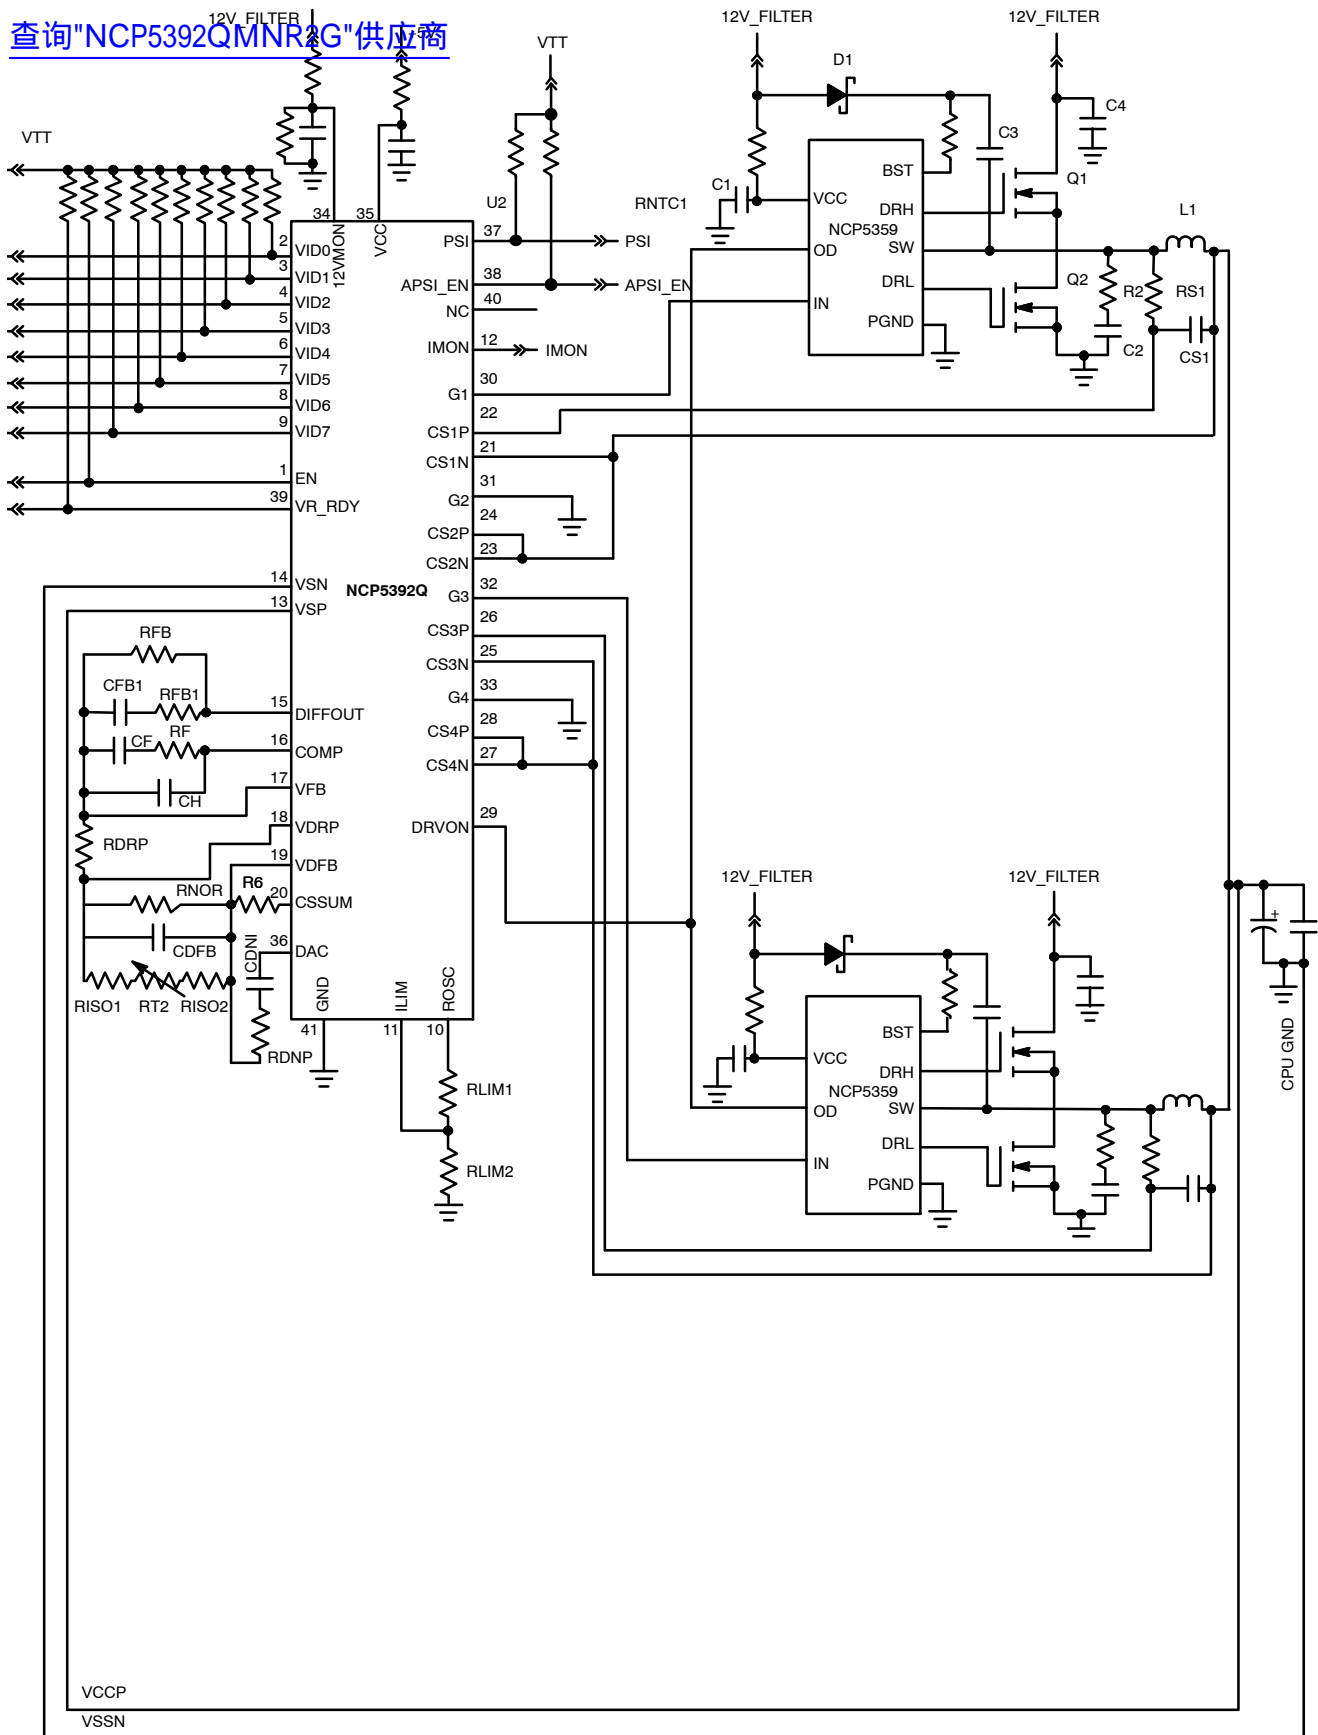 12V_FILTER
查询"NCP5392QMNR2G"供应商
+5V
VTT
12V_FILTER
12V_FILTER
D1
C4
VTT
C3
BST
C1
VCC
DRH
Q1
NCP5359
OD
SW
L1
DRL
Q2
R2
RS1
IN
PGND
C2
CS1
U2
RNTC1
34
35
12VMON
VCC
2
VID0
3
VID1
4
VID2
5
VID3
6
VID4
7
VID5
8
VID6
9
VID7
1
EN
39
VR_RDY
14
VSN
13
VSP
NCP5392Q
37
PSI
PSI
38
APSI_EN
APSI_EN
40
NC
12
IMON
IMON
30
G1
22
CS1P
21
CS1N
31
G2
24
CS2P
23
CS2N
32
G3
26
CS3P
25
CS3N
33
G4
28
CS4P
27
CS4N
29
DRVON
RFB
CFB1
RFB1
15
DIFFOUT
CF
RF
16
COMP
CH
17
VFB
RDRP
18
VDRP
19
VDFB
RNOR
R6
20
CSSUM
CDFB
CDNI
36
DAC
RISO1
RT2
RISO2
RDNP
GND
ILIM
ROSC
41
11
10
RLIM1
RLIM2
12V_FILTER
12V_FILTER
BST
VCC
DRH
NCP5359
OD
SW
DRL
IN
PGND
+
CPU GND
VCCP
VSSN